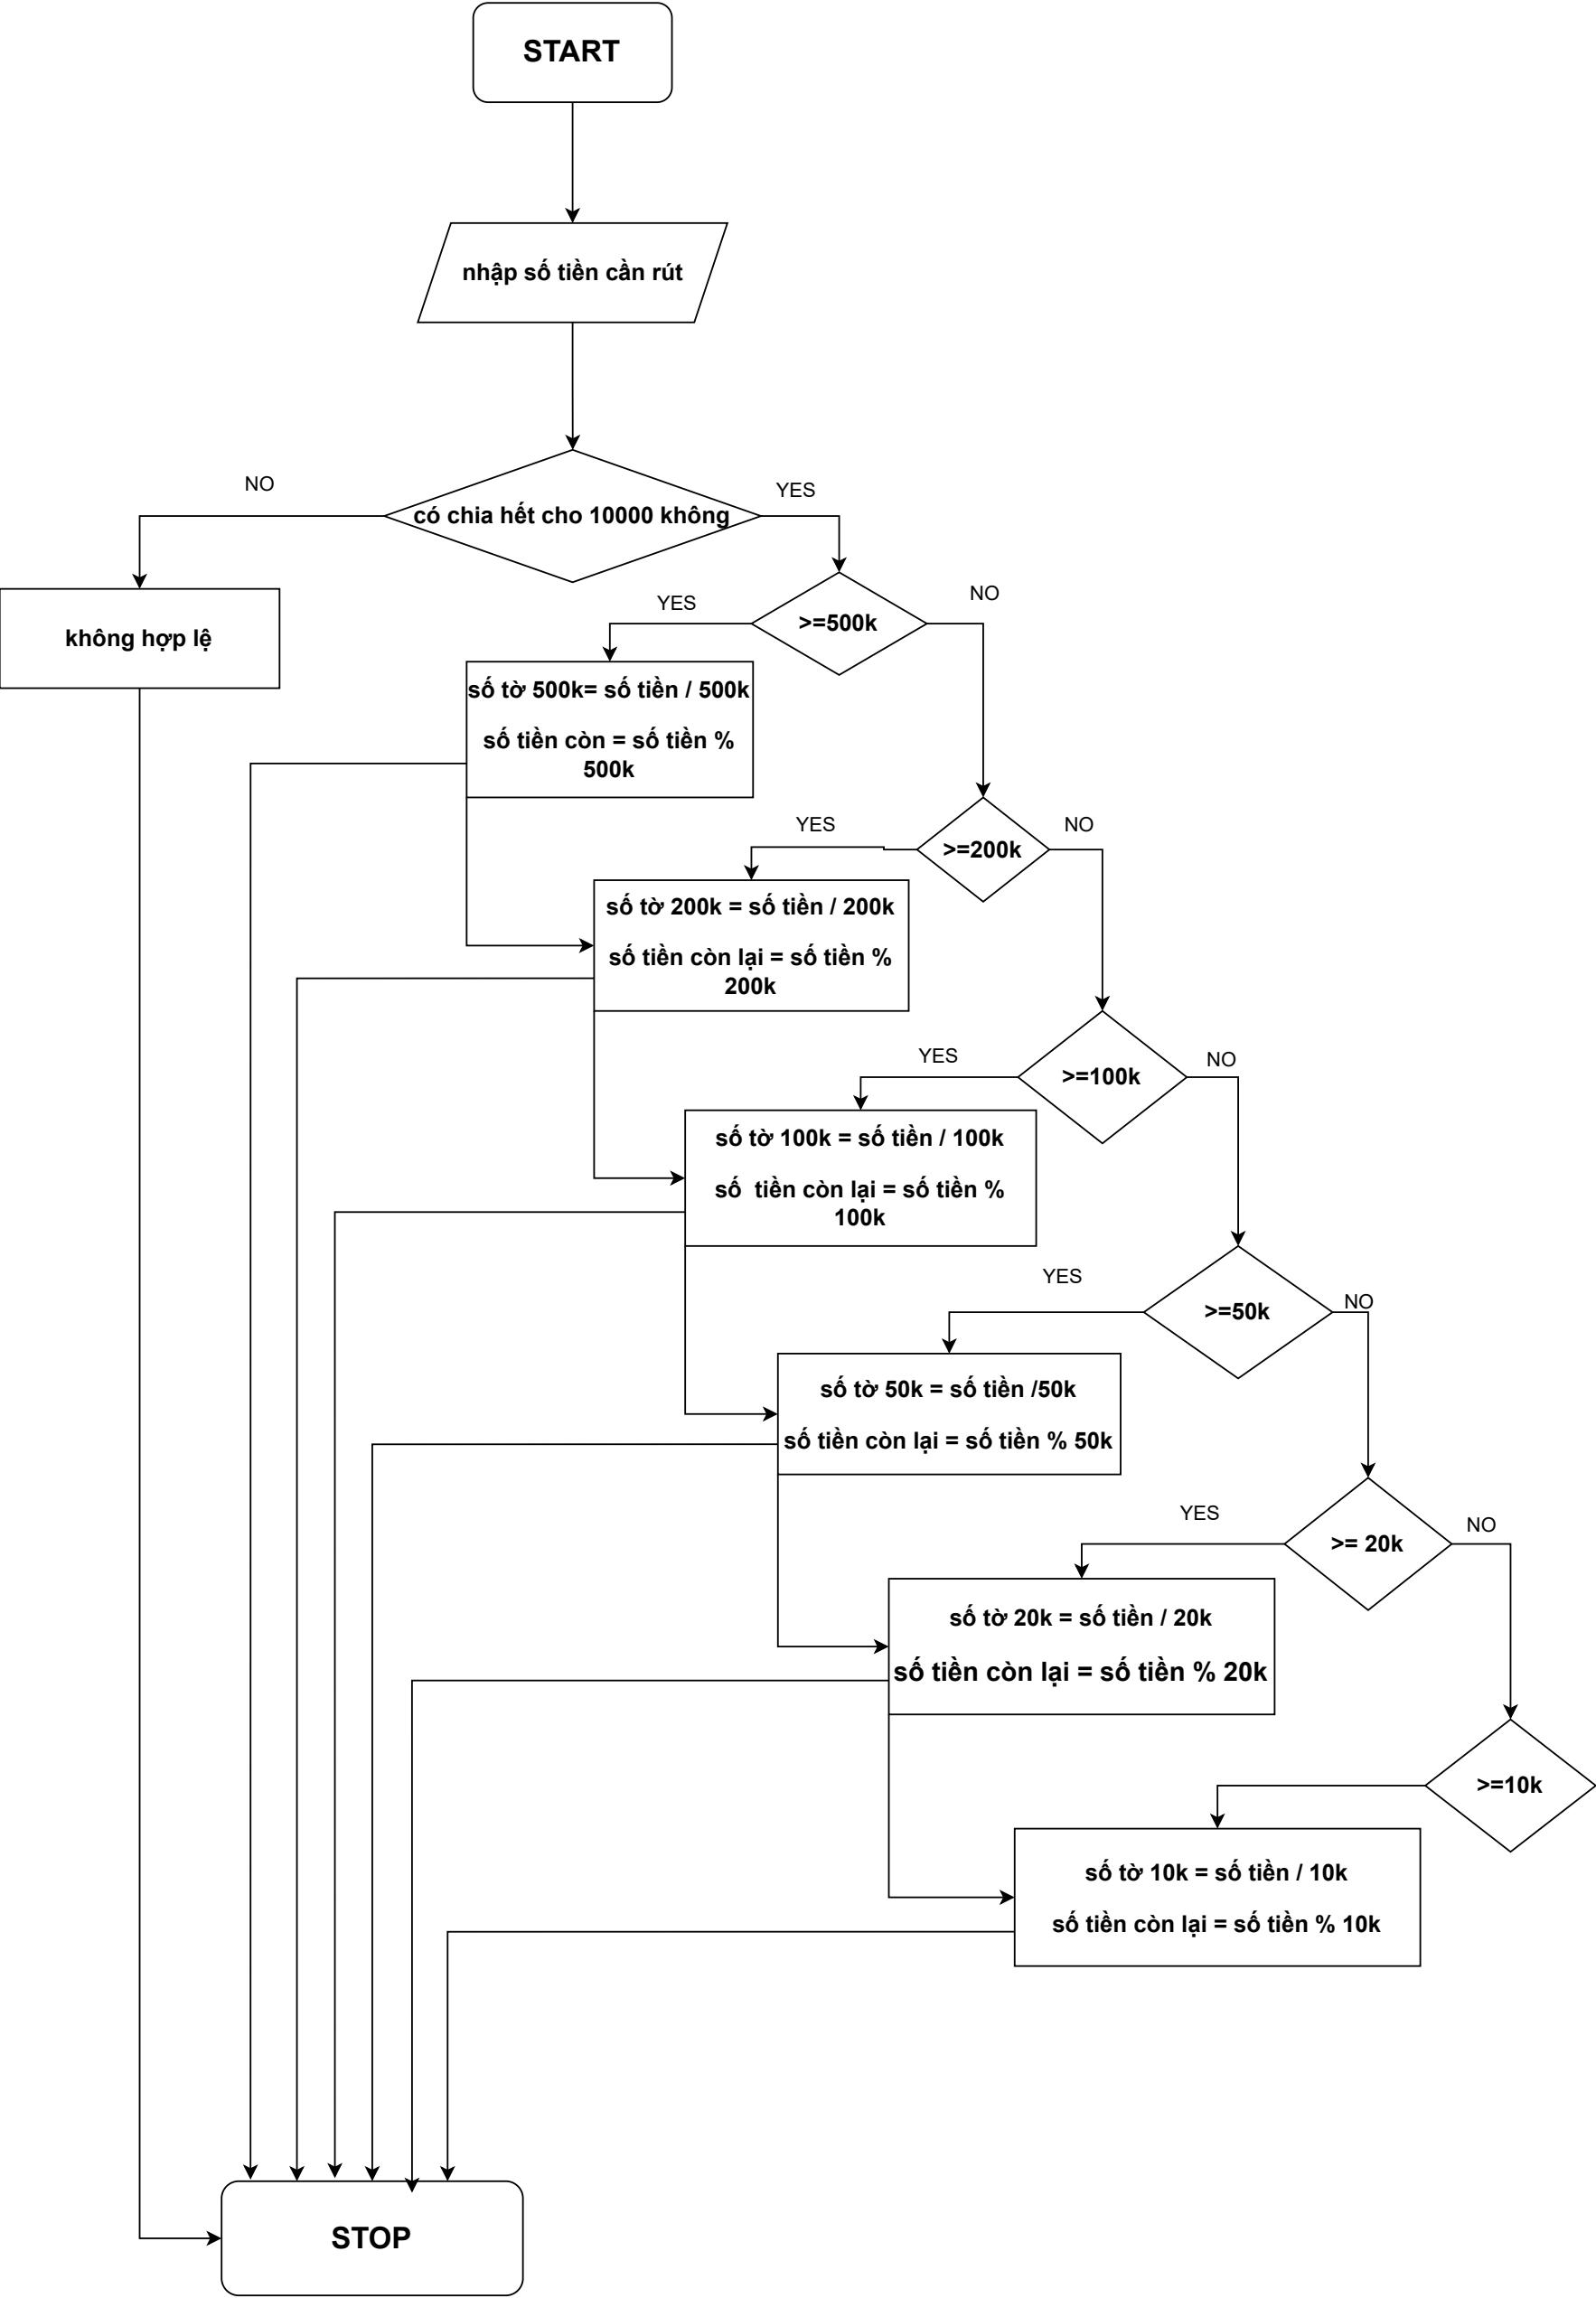 START
nhập số tiền cần rút
NO
YES
có chia hết cho 10000 không
không hợp lệ
YES
NO
>=500k
số tờ 500k= số tiền / 500k
số tiền còn = số tiền %
500k
YES
NO
>=200k
số tờ 200k = số tiền / 200k
số tiền còn lại = số tiền %
200k
YES
NO
>=100k
số tờ 100k = số tiền / 100k
số  tiền còn lại = số tiền %
100k
YES
NO
>=50k
số tờ 50k = số tiền /50k
số tiền còn lại = số tiền % 50k
YES
NO
>= 20k
số tờ 20k = số tiền / 20k
số tiền còn lại = số tiền % 20k
>=10k
số tờ 10k = số tiền / 10k
số tiền còn lại = số tiền % 10k
STOP